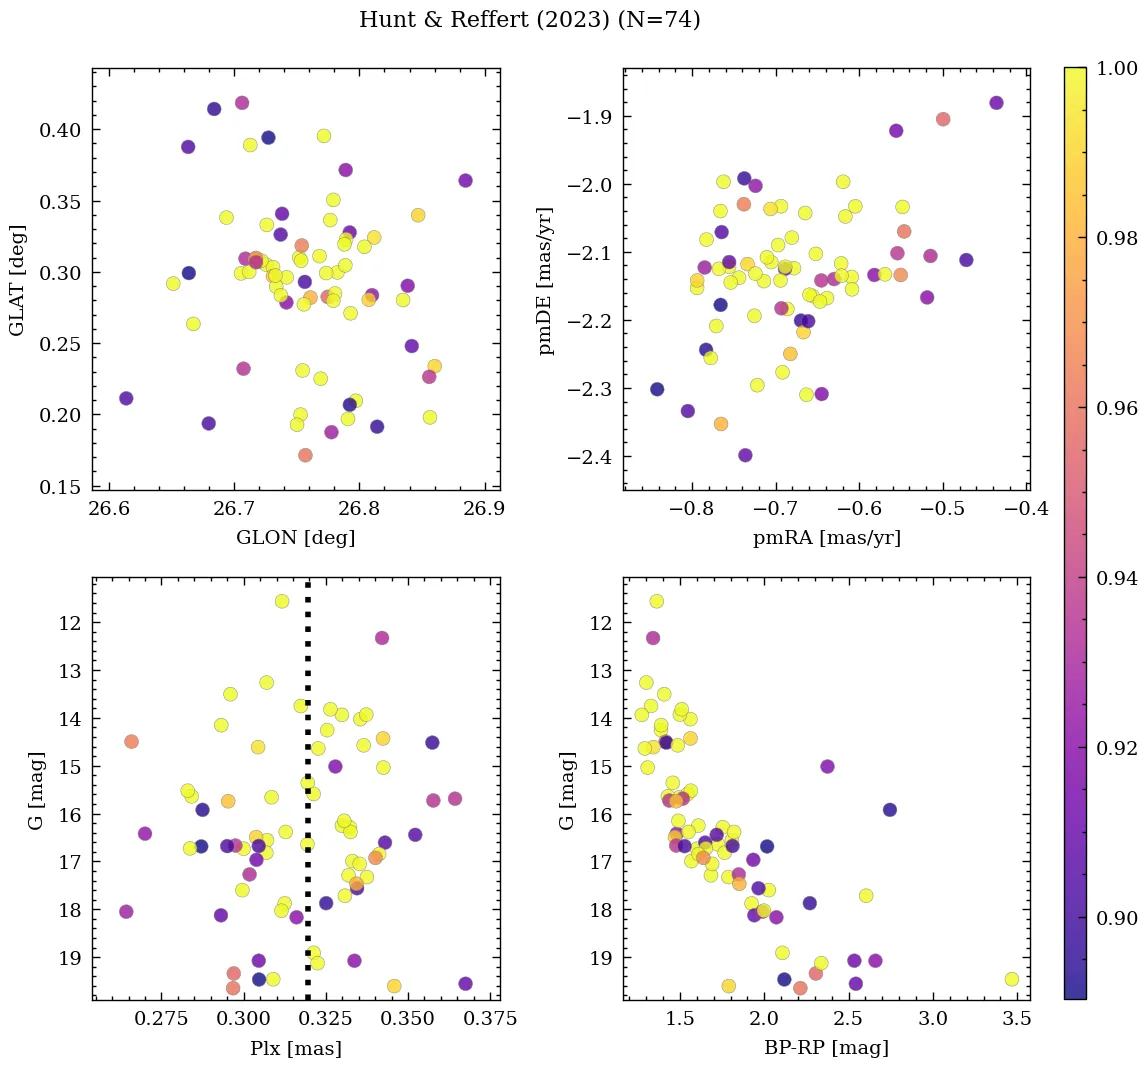 Hunt & Reffert (2023) (N=74)
0.40
0.35
0.30
0.25
0.20
0.15
GLAT [deg]
26.6 26.7 26.8 26.9
GLON [deg]
−1.9
−2.0
−2.1
−2.2
−2.3
−2.4
pmDE [mas/yr]
−0.8 −0.7 −0.6 −0.5 −0.4
pmRA [mas/yr]
12
13
14
15
16
17
18
19
G [mag]
0.275 0.300 0.325 0.350 0.375
Plx [mas]
12
13
14
15
16
17
18
19
G [mag]
1.5 2.0 2.5 3.0 3.5
BP-RP [mag]
1.00
0.98
0.96
0.94
0.92
0.90